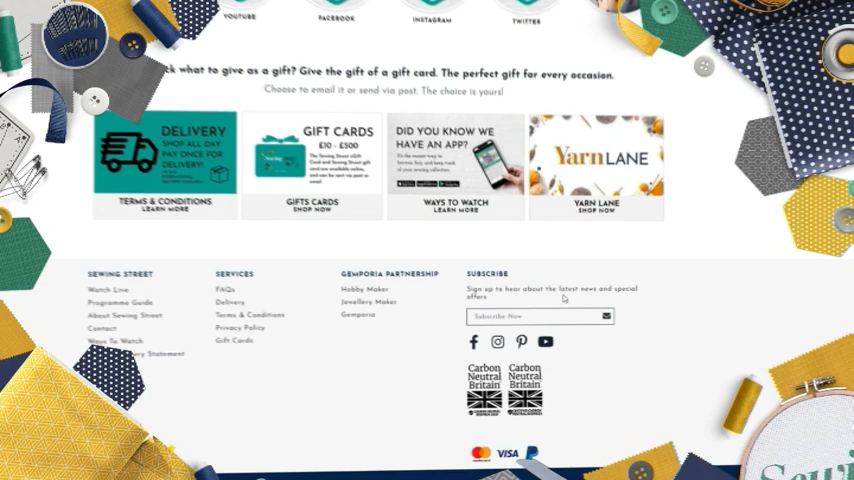 YOUTUBE
FACEBOOK
INSTAGRAM
TWITTER
what to give as a gift? Give the gift of a gift card. The perfect gift for every occasion.
Choose to email it or send via post. The choice is yours!
DELIVERY
SHOP ALL DAY
PAY ONCE FOR
DELIVERY!
TERMS & CONDITIONS
LEARN MORE
GIFT CARDS
£10 - £500
GIFTS CARDS
SHOP NOW
DID YOU KNOW WE
HAVE AN APP?
WAYS TO WATCH
LEARN MORE
Yarn LANE
YARN LANE
SHOP NOW
SEWING STREET
Watch Live
Programme Guide
About Sewing Street
Contact
Ways To Watch
Statement
SERVICES
FAQs
Delivery
Terms & Conditions
Privacy Policy
Gift Cards
GEMPORIA PARTNERSHIP
Hobby Maker
Jewellery Maker
Gemporia
SUBSCRIBE
Sign up to hear about the latest news and special
offers
Subscribe Now
Carbon
Neutral
Britain
Carbon
Neutral
Britain
VISA